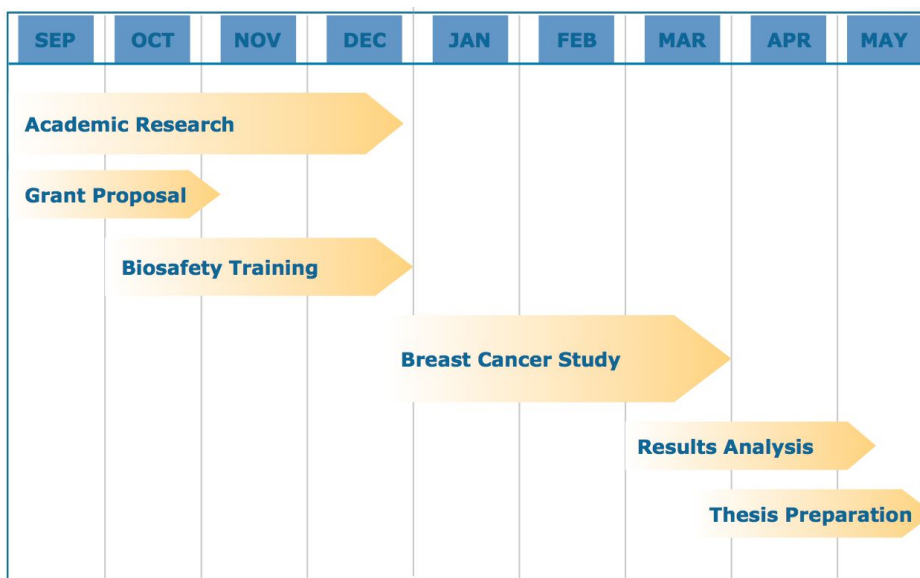 SEP OCT NOV DEC JAN FEB MAR APR MAY
Academic Research
Grant Proposal
Biosafety Training
Breast Cancer Study
Results Analysis
Thesis Preparation